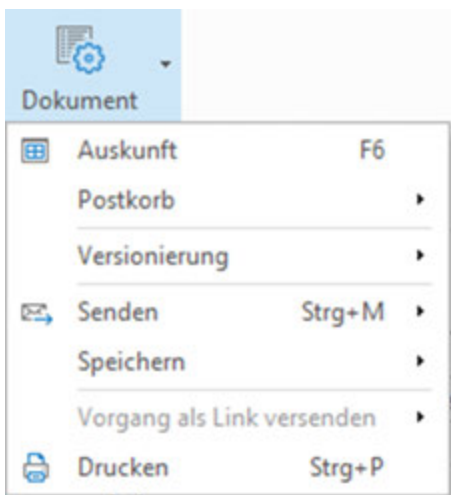 Dokument
Auskunft F6
Postkorb
Versionierung
Senden Strg+M
Speichern
Vorgang als Link versenden
Drucken Strg+P